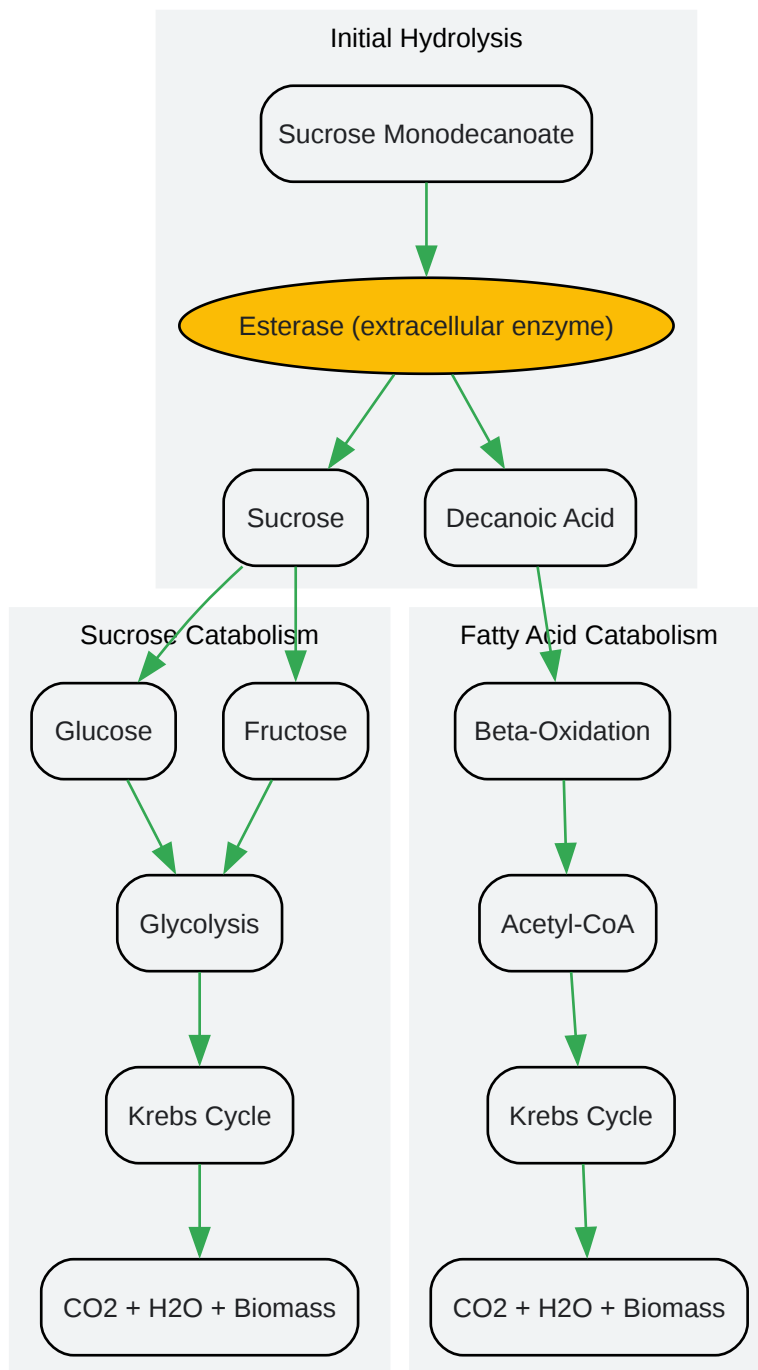 Initial Hydrolysis
Sucrose Monodecanoate
Esterase (extracellular enzyme)
Sucrose
Decanoic Acid
Sucrose Catabolism
Fatty Acid Catabolism
Glucose
Fructose
Beta-Oxidation
Glycolysis
Acetyl-CoA
Krebs Cycle
Krebs Cycle
CO2 + H2O + Biomass
CO2 + H2O + Biomass